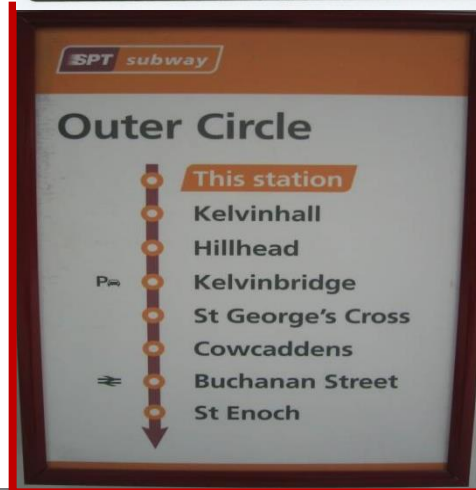 SPT subway
Outer Circle
This station
Kelvinhall
Hillhead
P Kelvinbridge
St George's Cross
Cowcaddens
Buchanan Street
St Enoch